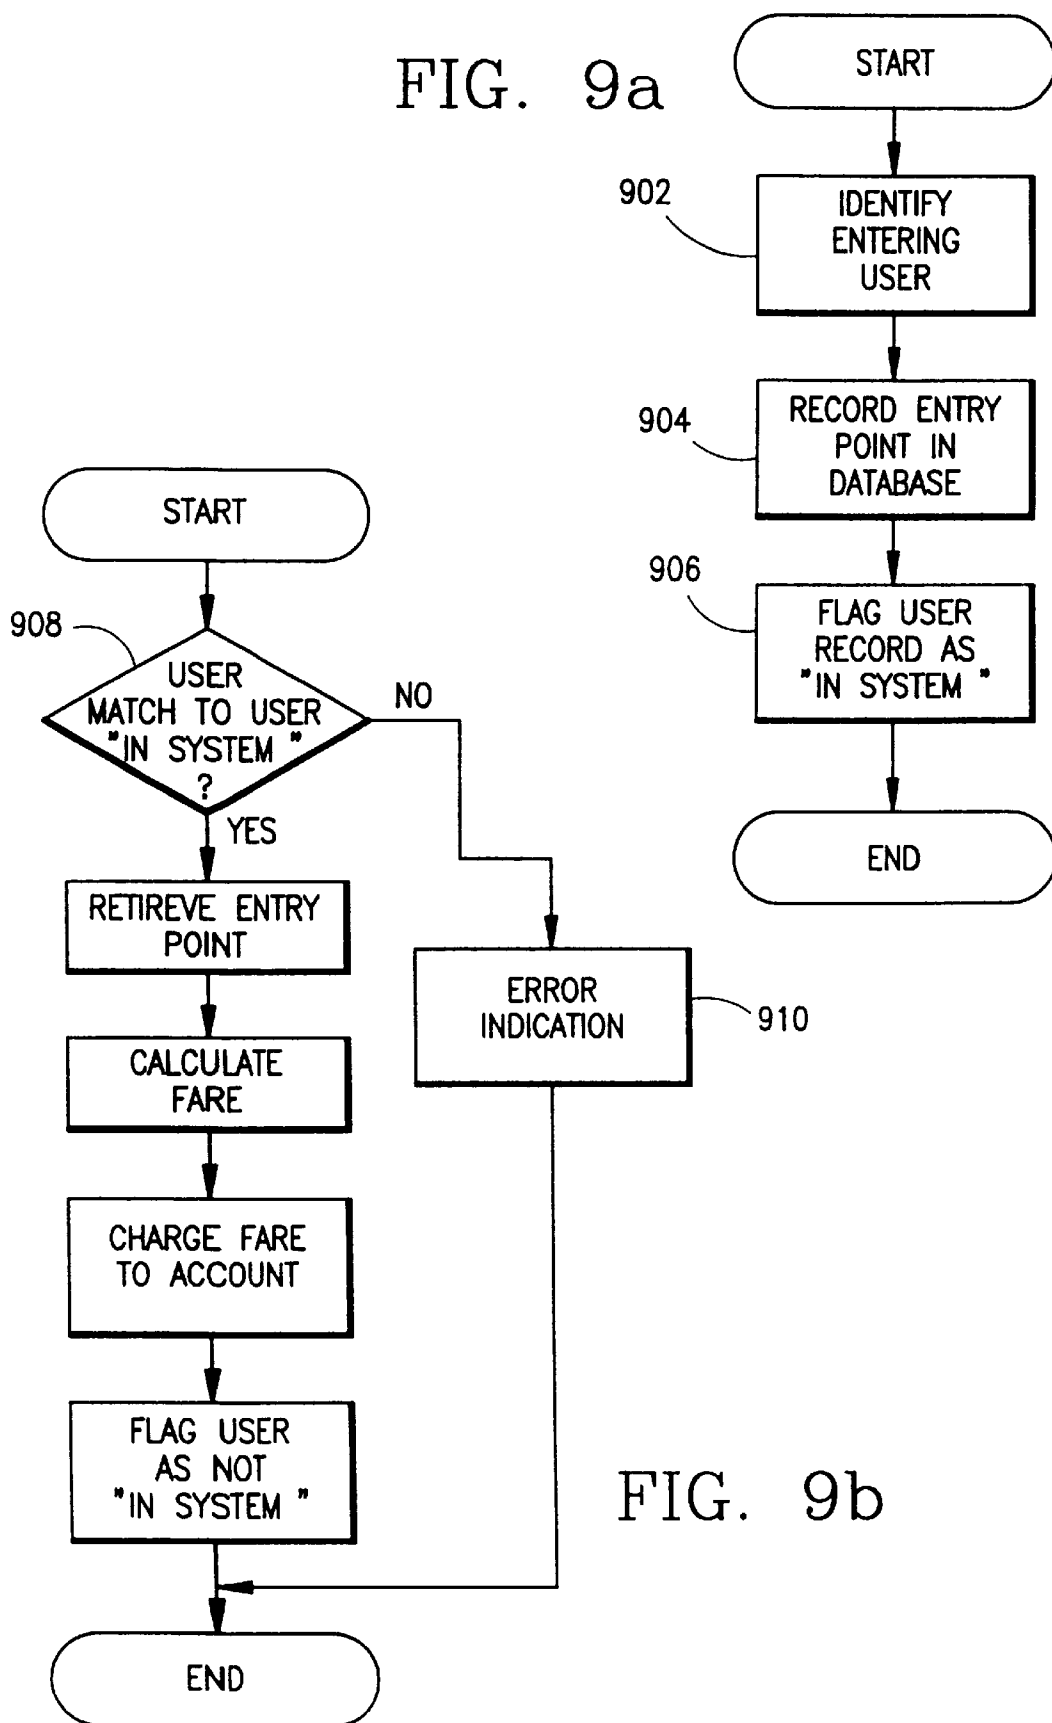 FIG. 9a
START
902
IDENTIFY
ENTERING
USER
904
RECORD ENTRY
POINT IN
DATABASE
906
FLAG USER
RECORD AS
"IN SYSTEM"
END
START
908
USER
MATCH TO USER
"IN SYSTEM"
?
NO
YES
RETIREVE ENTRY
POINT
CALCULATE
FARE
CHARGE FARE
TO ACCOUNT
FLAG USER
AS NOT
"IN SYSTEM"
ERROR
INDICATION
910
END
FIG. 9b